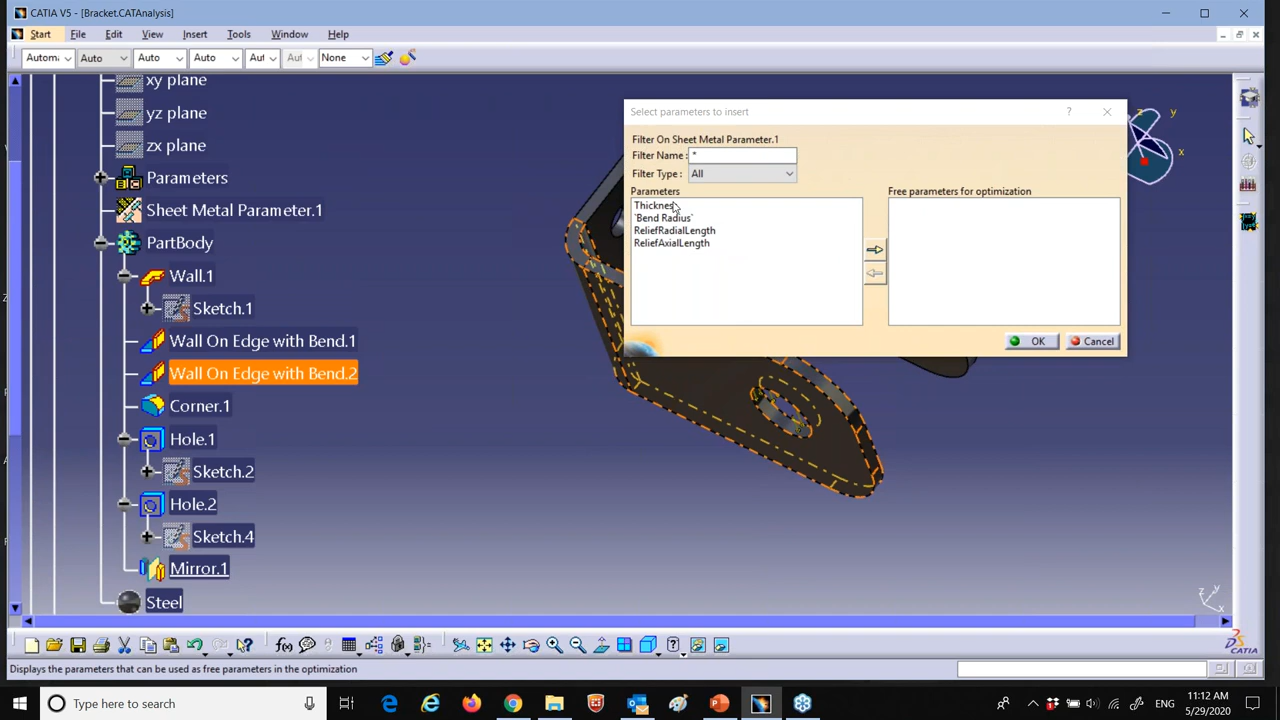 CATIA V5 - [Bracket.CATAnalysis]
Start File Edit View Insert Tools Window Help
Autom Auto Auto Auto Aut Aut None
xy plane
yz plane
zx plane
Parameters
Sheet Metal Parameter.1
PartBody
Wall.1
Sketch.1
Wall On Edge with Bend.1
Wall On Edge with Bend.2
Corner.1
Hole.1
Sketch.2
Hole.2
Sketch.4
Mirror.1
Steel
Select parameters to insert
Filter On Sheet Metal Parameter.1
Filter Name : *
Filter Type : All
Parameters
Thickness
`Bend Radius`
ReliefRadialLength
ReliefAxialLength
Free parameters for optimization
OK Cancel
z y
x
z y
x
f(x)
CATIA
Displays the parameters that can be used as free parameters in the optimization
Type here to search
ENG
11:12 AM
5/29/2020